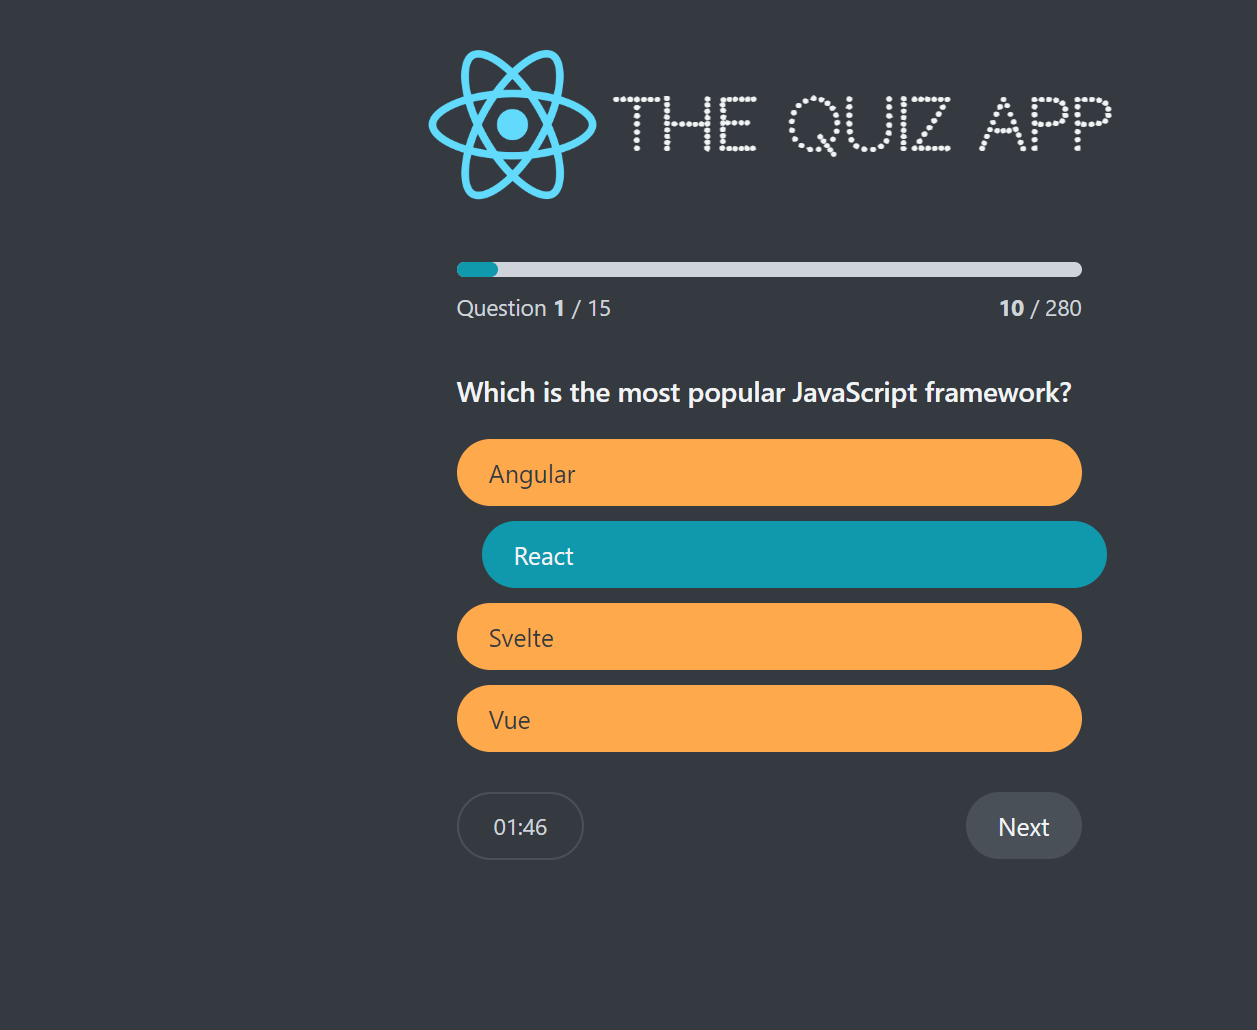 THE QUIZ APP
Question 1 / 15
10 / 280
Which is the most popular JavaScript framework?
Angular
React
Svelte
Vue
01:46
Next